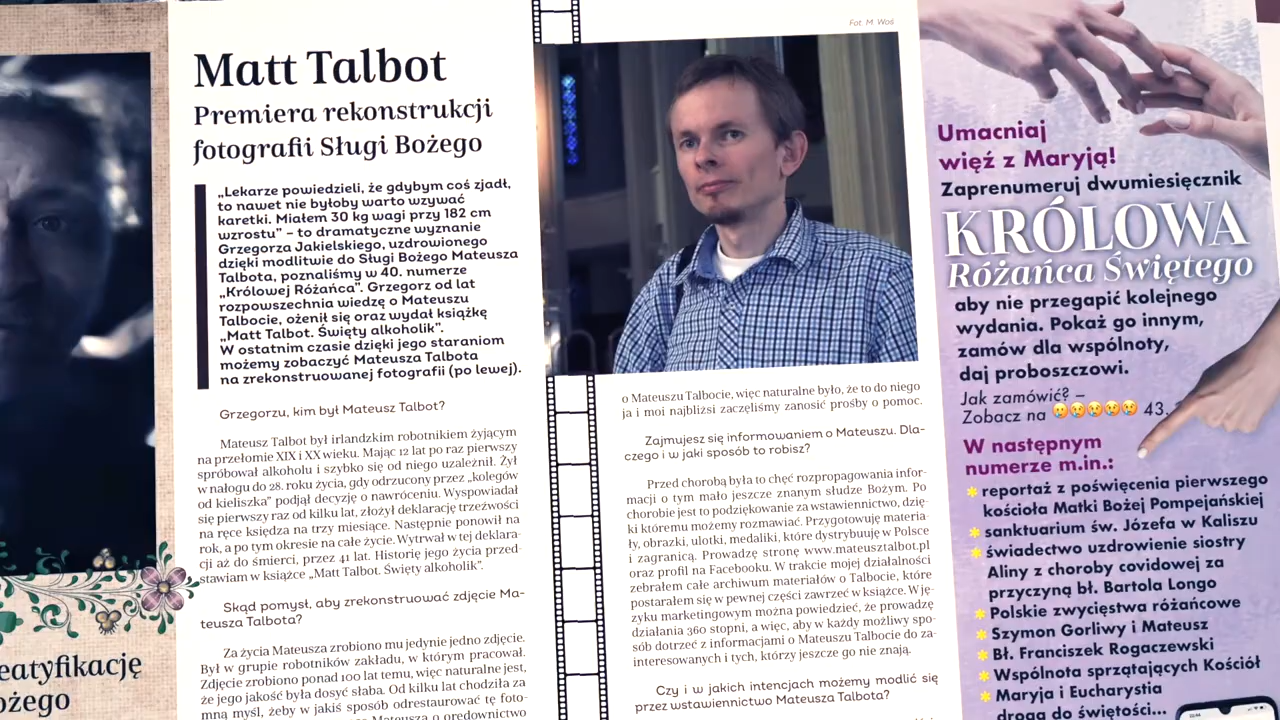 Matt Talbot
Premiera rekonstrukcji
fotografii Sługi Bożego
„Lekarze powiedzieli, że gdybym coś zjadł,
to nawet nie byłoby warto wzywać
karetki. Miałem 30 kg wagi przy 182 cm
wzrostu” – to dramatyczne wyznanie
Grzegorza Jakielskiego, uzdrowionego
dzięki modlitwie do Sługi Bożego Mateusza
Talbota, poznaliśmy w 40. numerze
„Królowej Różańca”. Grzegorz od lat
rozpowszechnia wiedzę o Mateuszu
Talbocie, ożenił się oraz wydał książkę
„Matt Talbot. Święty alkoholik”.
W ostatnim czasie dzięki jego staraniom
możemy zobaczyć Mateusza Talbota
na zrekonstruowanej fotografii (po lewej).
Grzegorzu, kim był Mateusz Talbot?
Mateusz Talbot był irlandzkim robotnikiem żyjącym
na przełomie XIX i XX wieku. Mając 12 lat po raz pierwszy
spróbował alkoholu i szybko się od niego uzależnił. Żył
w nałogu do 28. roku życia, gdy odrzucony przez „kolegów
od kieliszka” podjął decyzję o nawróceniu. Wyspowiadał
się pierwszy raz od kilku lat, złożył deklarację trzeźwości
na ręce księdza na trzy miesiące. Następnie ponowił na
rok, a po tym okresie na całe życie. Wytrwał w tej deklara-
cji aż do śmierci, przez 41 lat. Historię jego życia przed-
stawiam w książce „Matt Talbot. Święty alkoholik”.
Skąd pomysł, aby zrekonstruować zdjęcie Ma-
teusza Talbota?
Za życia Mateusza zrobiono mu jedynie jedno zdjęcie.
Był w grupie robotników zakładu, w którym pracował.
Zdjęcie zrobiono ponad 100 lat temu, więc naturalne jest,
że jego jakość była dosyć słaba. Od kilku lat chodziła za
mną myśl, żeby w jakiś sposób odrestaurować tę foto-
Mateusza o orędownictwo
eatyfikację
ożego
Fot. M. Woś
o Mateuszu Talbocie, więc naturalne było, że to do niego
ja i moi najbliżsi zaczęliśmy zanosić prośby o pomoc.
Zajmujesz się informowaniem o Mateuszu. Dla-
czego i w jaki sposób to robisz?
Przed chorobą była to chęć rozpropagowania infor-
macji o tym mało jeszcze znanym słudze Bożym. Po
chorobie jest to podziękowanie za wstawiennictwo, dzię-
ki któremu możemy rozmawiać. Przygotowuję materia-
ły, obrazki, ulotki, medaliki, które dystrybuuję w Polsce
i zagranicą. Prowadzę stronę www.mateusztalbot.pl
oraz profil na Facebooku. W trakcie mojej działalności
zebrałem całe archiwum materiałów o Talbocie, które
postarałem się w pewnej części zawrzeć w książce. W ję-
zyku marketingowym można powiedzieć, że prowadzę
działania 360 stopni, a więc, aby w każdy możliwy spo-
sób dotrzeć z informacjami o Mateuszu Talbocie do za-
interesowanych i tych, którzy jeszcze go nie znają.
Czy i w jakich intencjach możemy modlić się
przez wstawiennictwo Mateusza Talbota?
Umacniaj
więź z Maryją!
Zaprenumeruj dwumiesięcznik
KRÓLOWA
Różańca Świętego
aby nie przegapić kolejnego
wydania. Pokaż go innym,
zamów dla wspólnoty,
daj proboszczowi.
Jak zamówić? –
Zobacz na 😢😢😢😢😢 43.
W następnym
numerze m.in.:
reportaż z poświęcenia pierwszego
kościoła Matki Bożej Pompejańskiej
sanktuarium św. Józefa w Kaliszu
świadectwo uzdrowienie siostry
Aliny z choroby covidowej za
przyczyną bł. Bartola Longo
Polskie zwycięstwa różańcowe
Szymon Gorliwy i Mateusz
Bł. Franciszek Rogaczewski
Wspólnota sprzątających Kościół
Maryja i Eucharystia
droga do świętości...